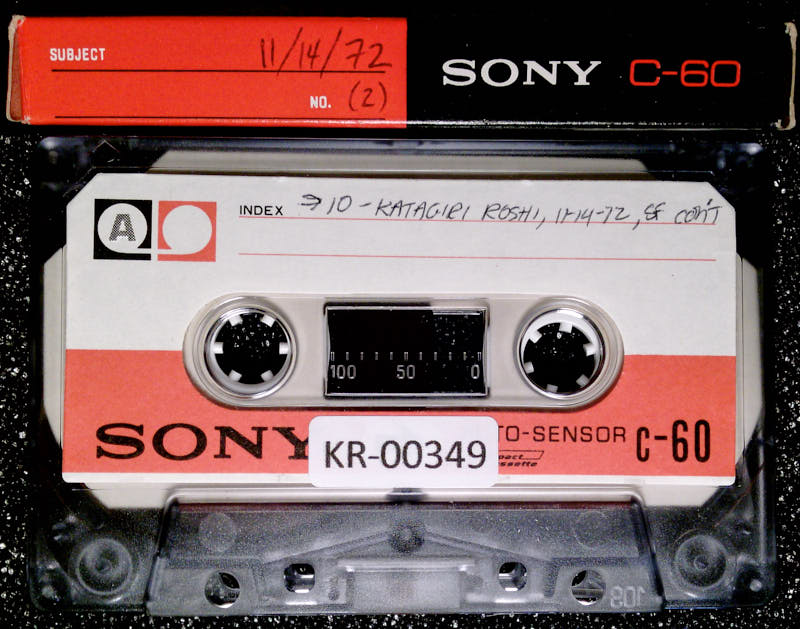 SUBJECT 11/14/72
NO. (2)
SONY C-60
A
INDEX → 10 - KATAGIRI ROSHI, 11-14-72, SF CON'T
100 50 0
SONY TO-SENSOR C-60
KR-00349